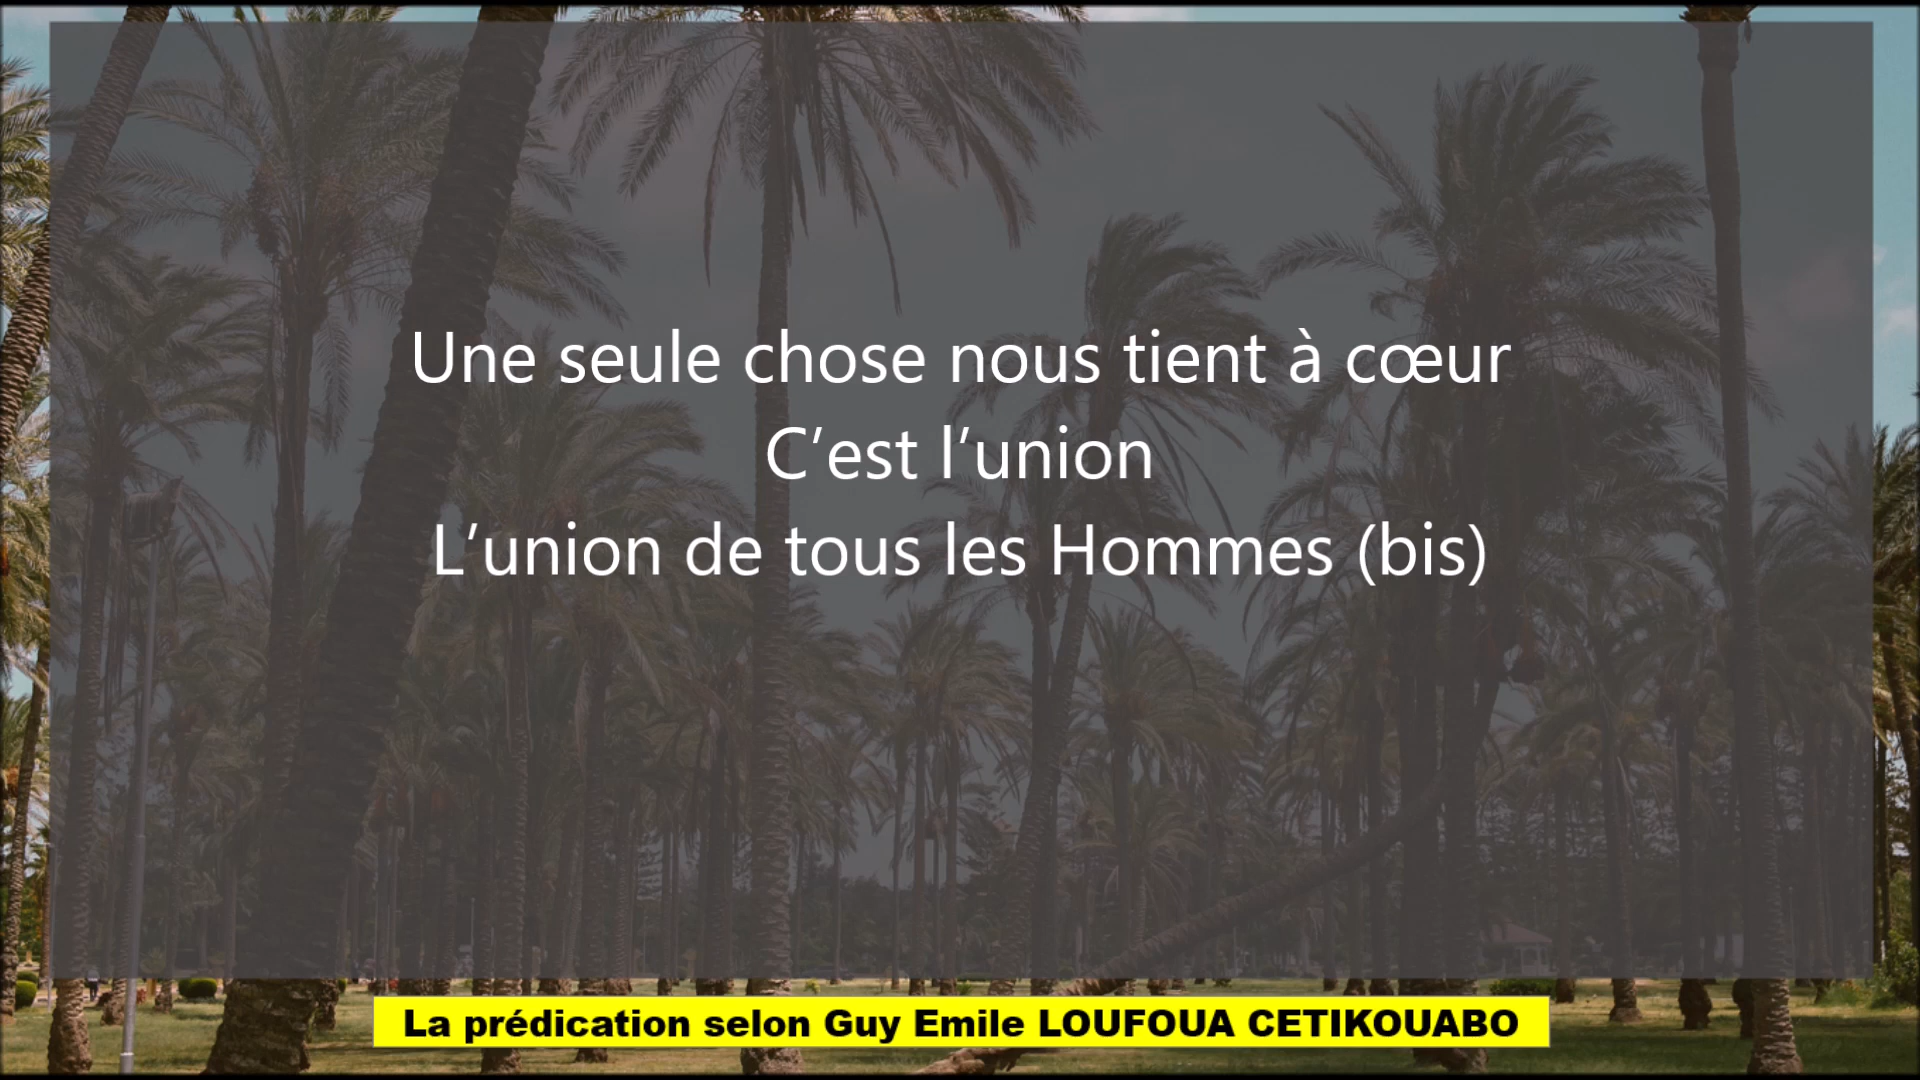 Une seule chose nous tient à cœur
C’est l’union
L’union de tous les Hommes (bis)
La prédication selon Guy Emile LOUFOUA CETIKOUABO